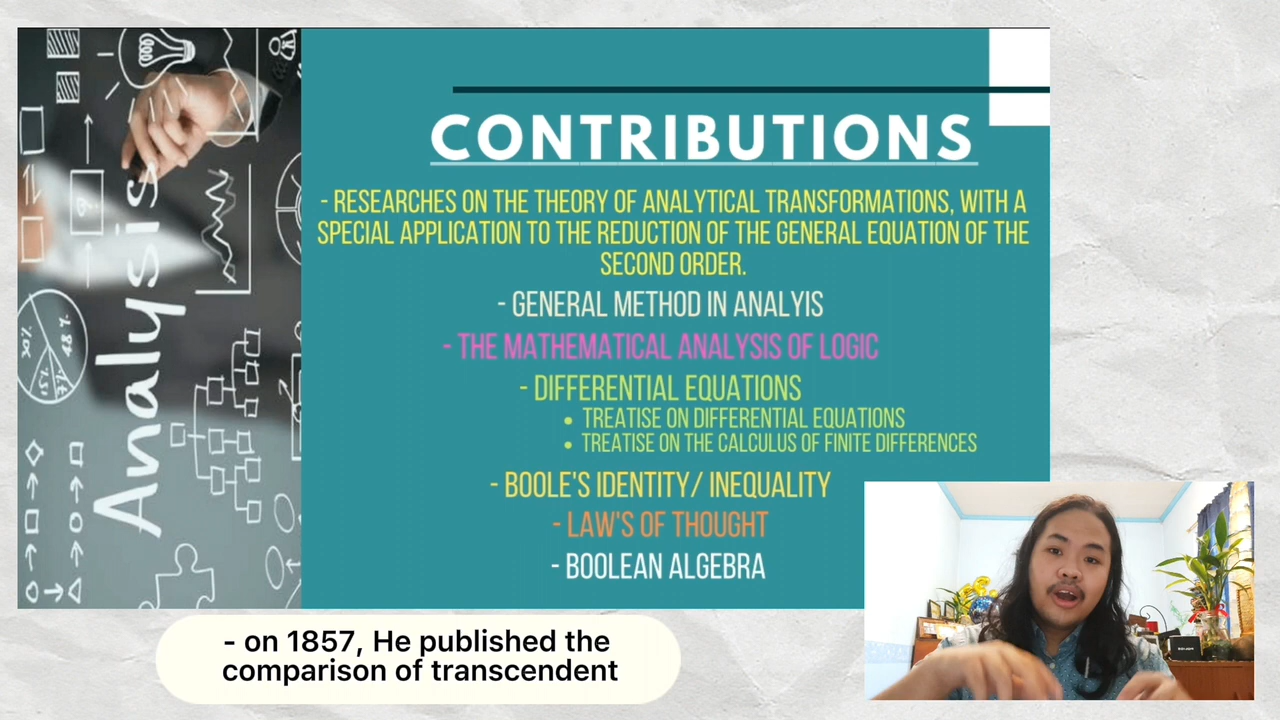 Analysis
CONTRIBUTIONS
- RESEARCHES ON THE THEORY OF ANALYTICAL TRANSFORMATIONS, WITH A
SPECIAL APPLICATION TO THE REDUCTION OF THE GENERAL EQUATION OF THE
SECOND ORDER.
- GENERAL METHOD IN ANALYIS
- THE MATHEMATICAL ANALYSIS OF LOGIC
- DIFFERENTIAL EQUATIONS
• TREATISE ON DIFFERENTIAL EQUATIONS
• TREATISE ON THE CALCULUS OF FINITE DIFFERENCES
- BOOLE'S IDENTITY/ INEQUALITY
- LAW'S OF THOUGHT
- BOOLEAN ALGEBRA
- on 1857, He published the
comparison of transcendent